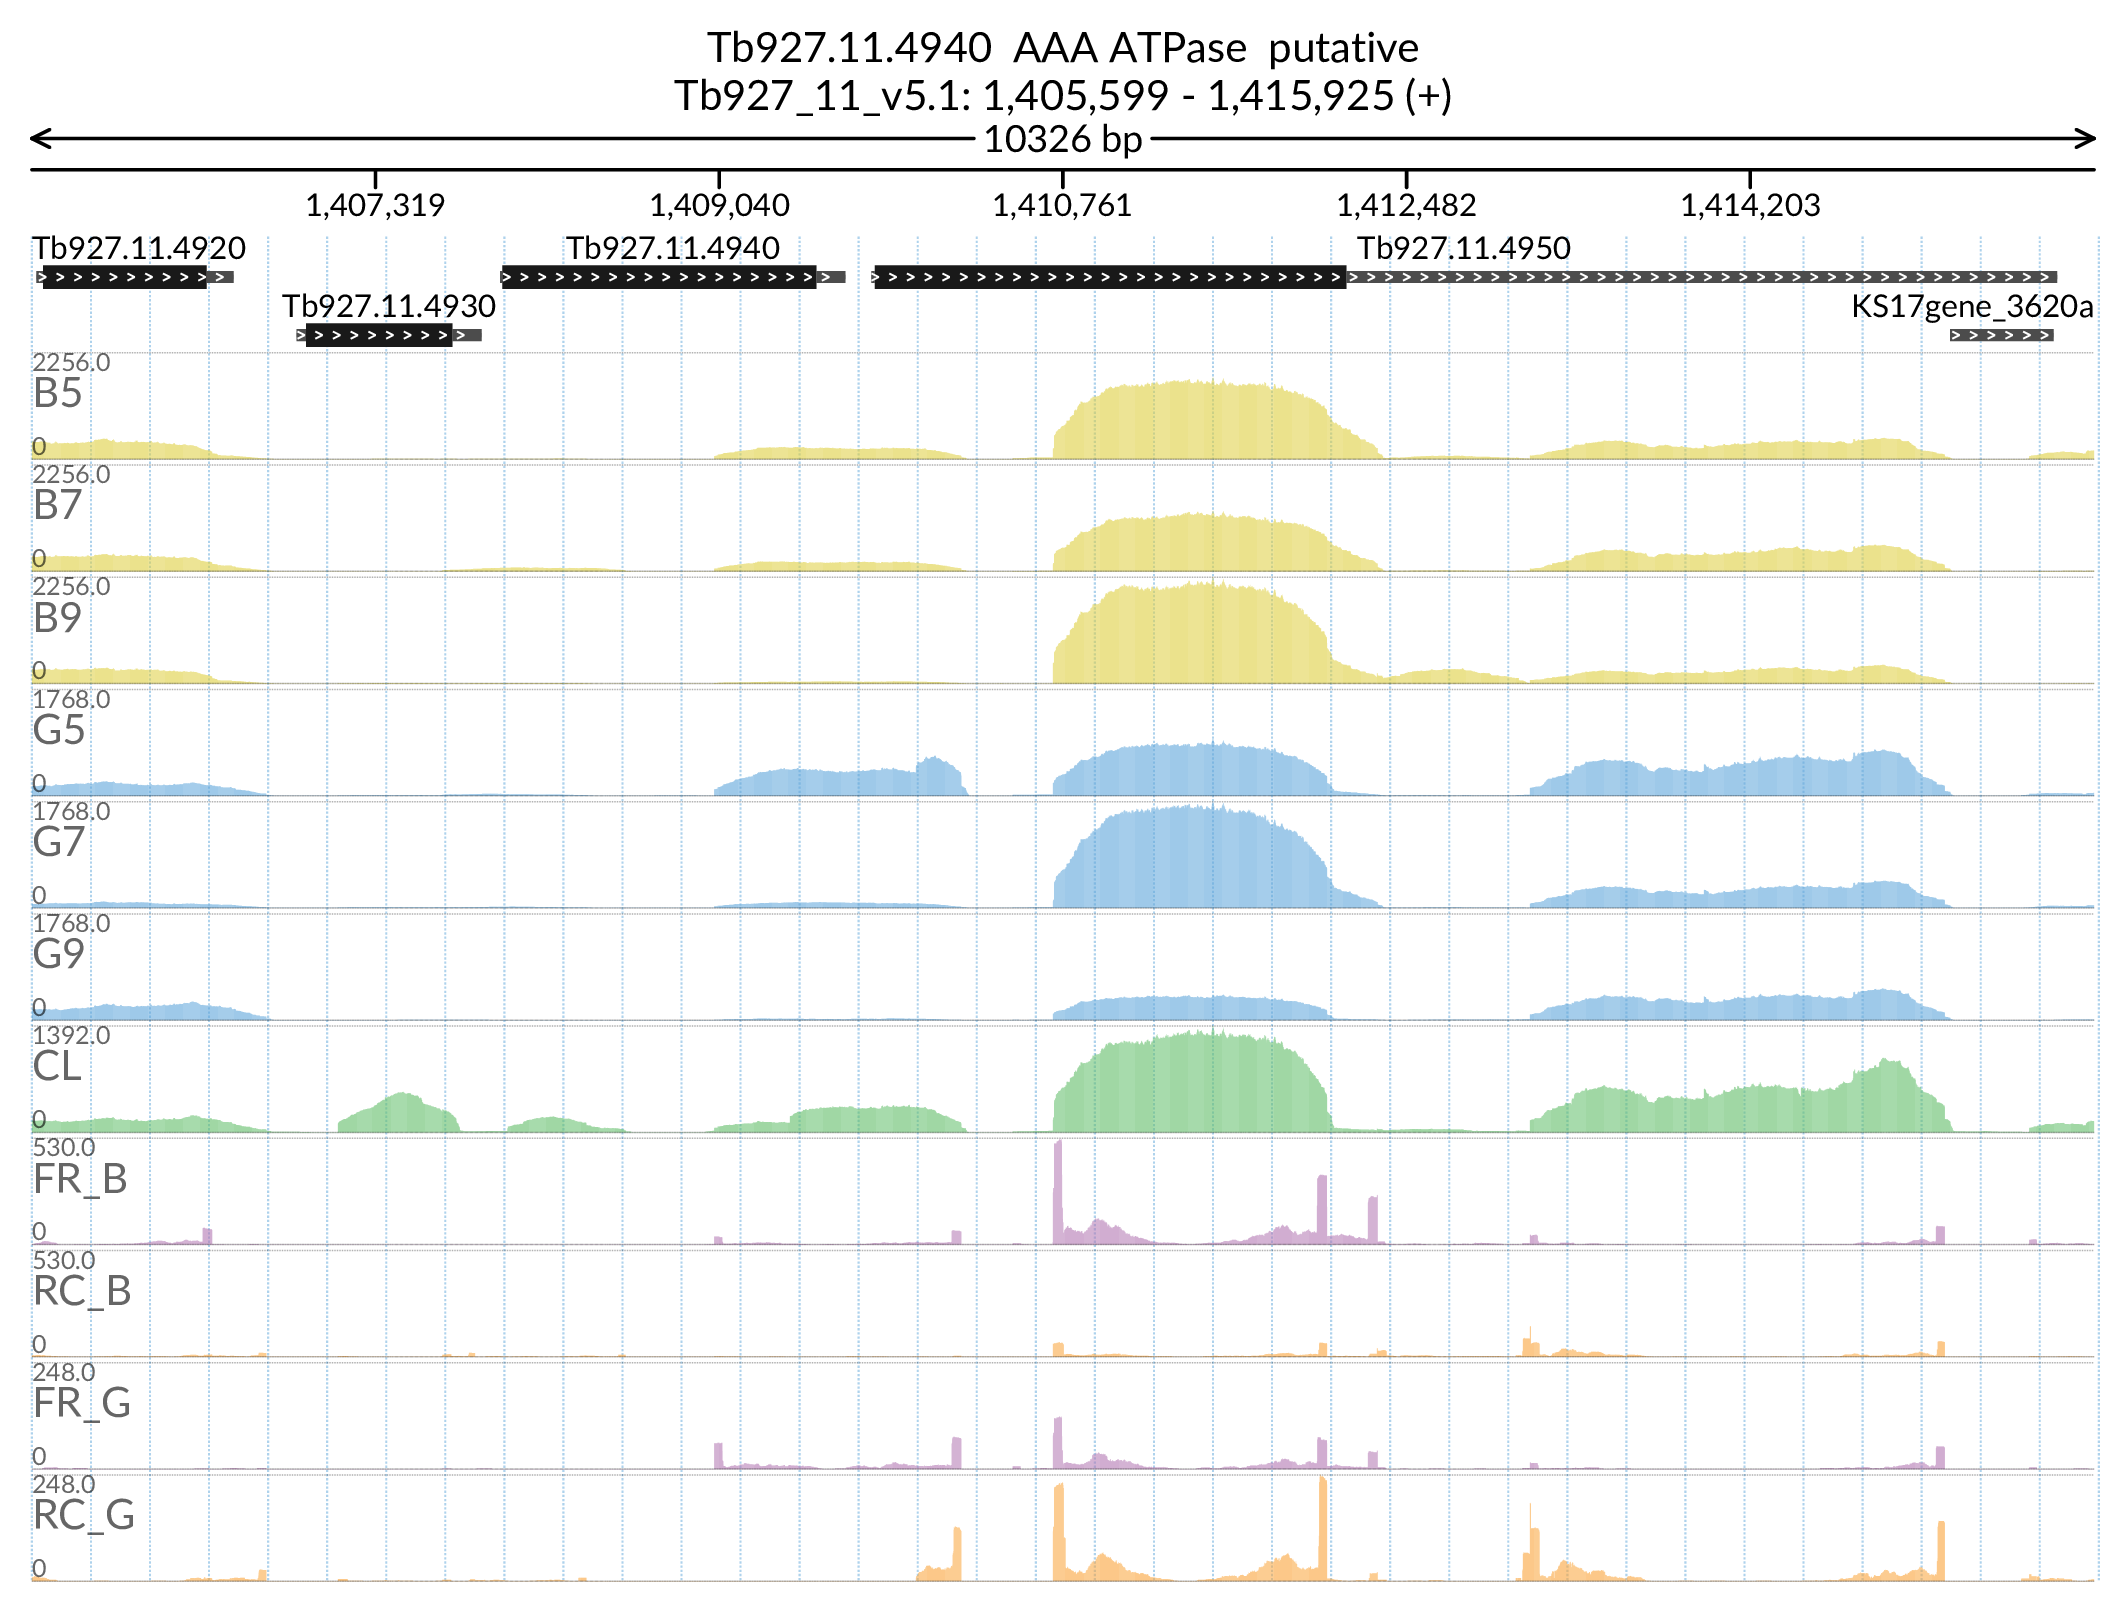 Tb927.11.4940  AAA ATPase  putative
Tb927_11_v5.1: 1,405,599 - 1,415,925 (+)
10326 bp
1,407,319 1,409,040 1,410,761 1,412,482 1,414,203
Tb927.11.4920 Tb927.11.4940 Tb927.11.4950
Tb927.11.4930 KS17gene_3620a
2256.0
B5
0
2256.0
B7
0
2256.0
B9
0
1768.0
G5
0
1768.0
G7
0
1768.0
G9
0
1392.0
CL
0
530.0
FR_B
0
530.0
RC_B
0
248.0
FR_G
0
248.0
RC_G
0